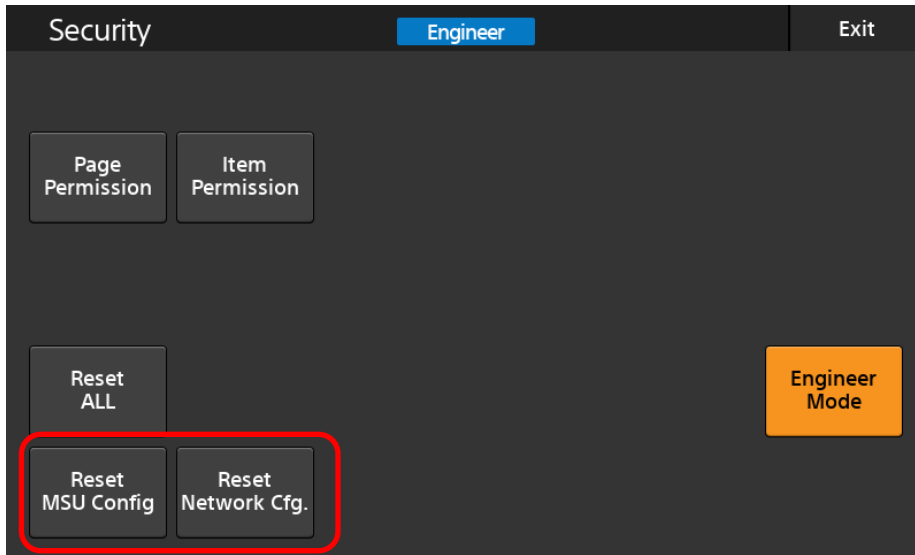 Security
Engineer
Exit
Page
Permission
Item
Permission
Reset
ALL
Engineer
Mode
Reset
MSU Config
Reset
Network Cfg.